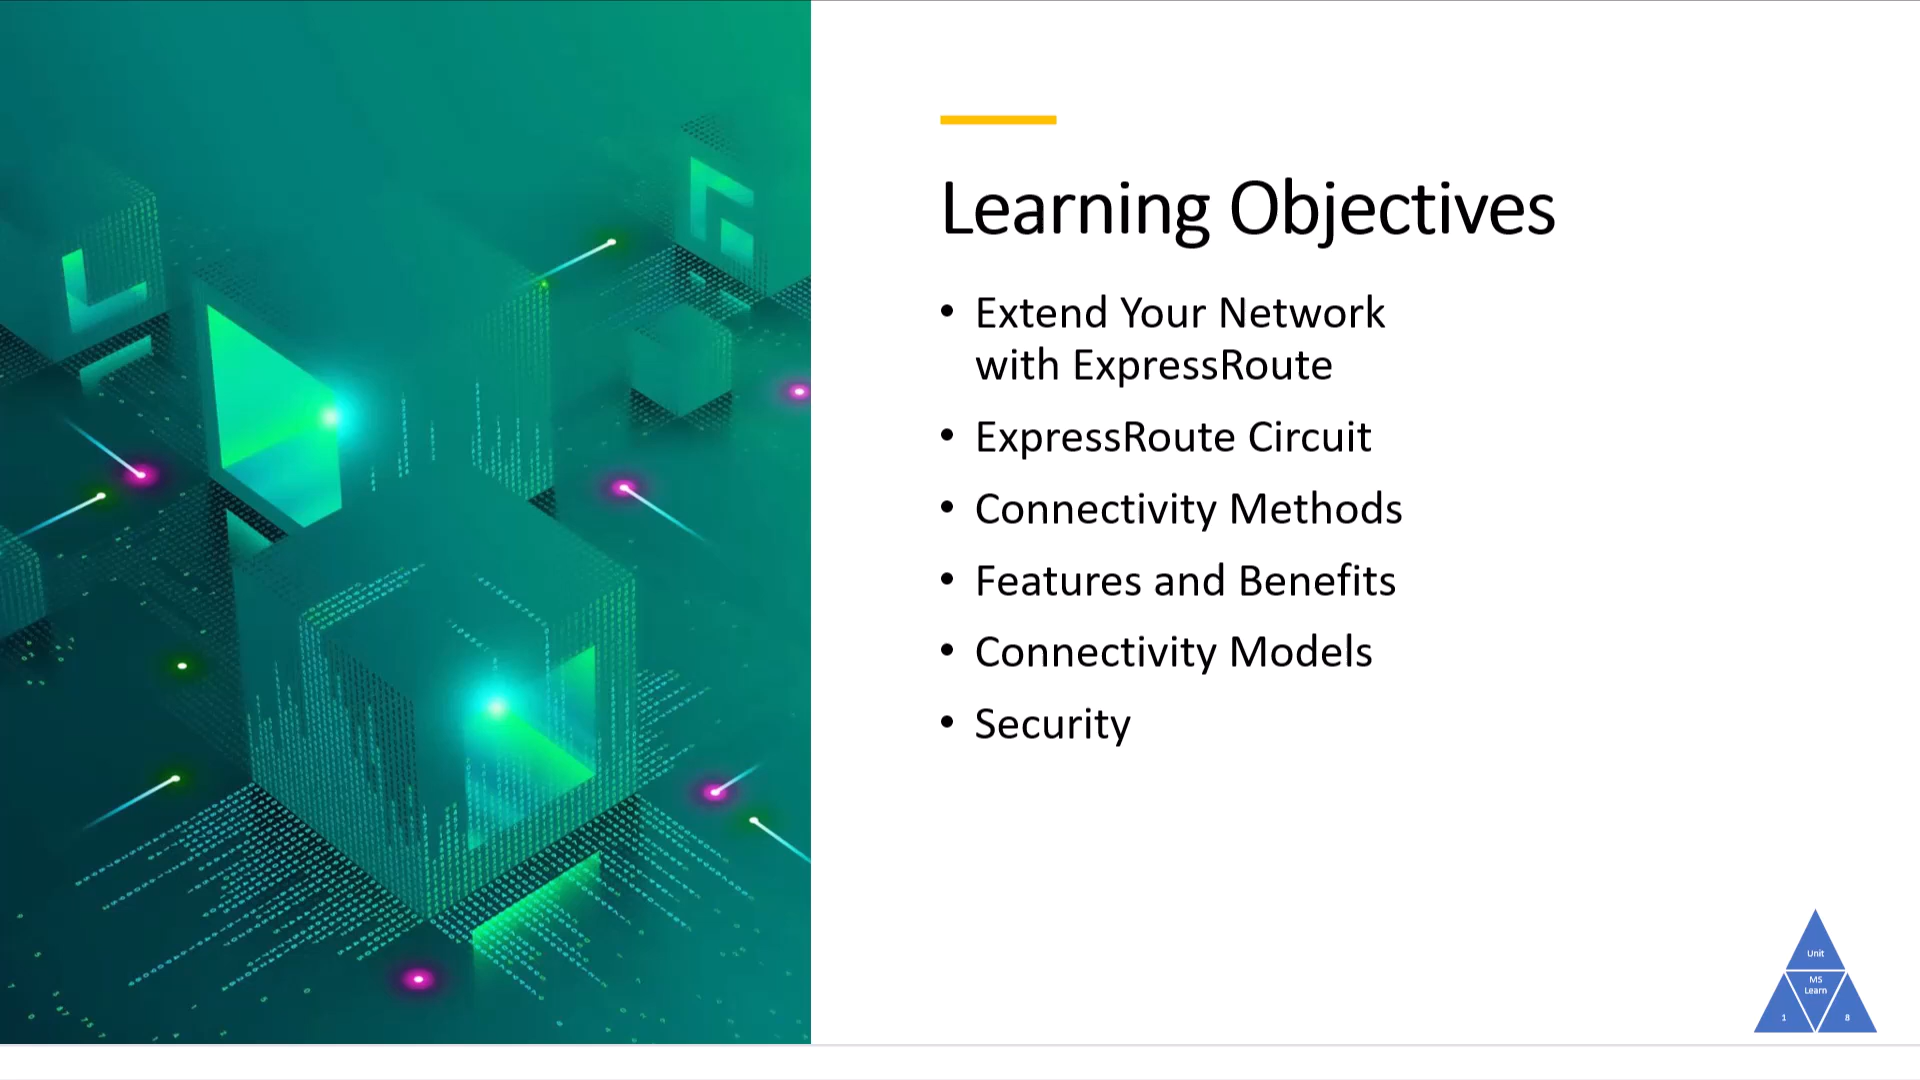 Learning Objectives
• Extend Your Network
with ExpressRoute
• ExpressRoute Circuit
• Connectivity Methods
• Features and Benefits
• Connectivity Models
• Security
Unit
MS
Learn
1
8